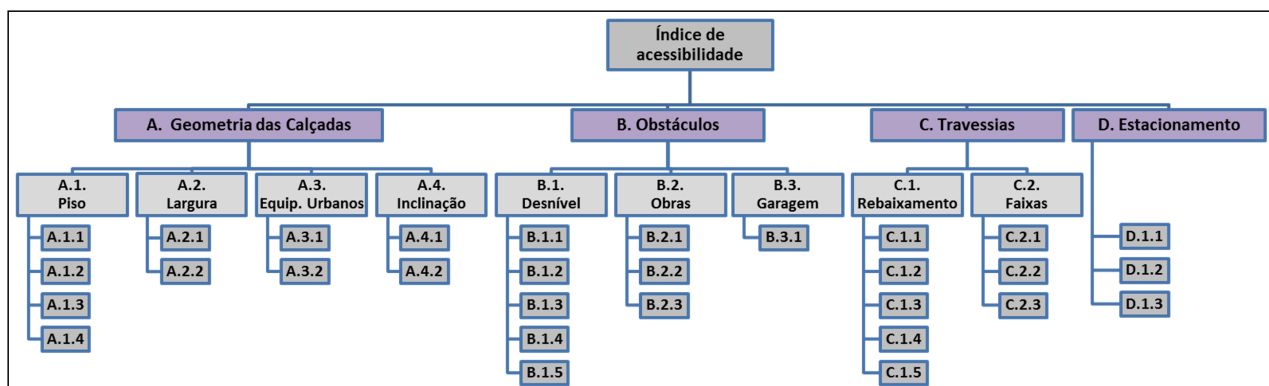 Índice de
acessibilidade
A. Geometria das Calçadas
B. Obstáculos
C. Travessias
D. Estacionamento
A.1.
Piso
A.2.
Largura
A.3.
Equip. Urbanos
A.4.
Inclinação
B.1.
Desnível
B.2.
Obras
B.3.
Garagem
C.1.
Rebaixamento
C.2.
Faixas
A.1.1
A.1.2
A.1.3
A.1.4
A.2.1
A.2.2
A.3.1
A.3.2
A.4.1
A.4.2
B.1.1
B.1.2
B.1.3
B.1.4
B.1.5
B.2.1
B.2.2
B.2.3
B.3.1
C.1.1
C.1.2
C.1.3
C.1.4
C.1.5
C.2.1
C.2.2
C.2.3
D.1.1
D.1.2
D.1.3